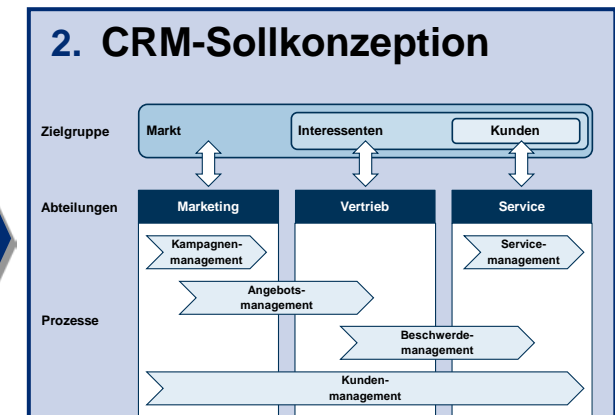 2. CRM-Sollkonzeption
Zielgruppe
Markt
Interessenten
Kunden
Abteilungen
Marketing
Vertrieb
Service
Kampagnen-
management
Service-
management
Angebots-
management
Prozesse
Beschwerde-
management
Kunden-
management